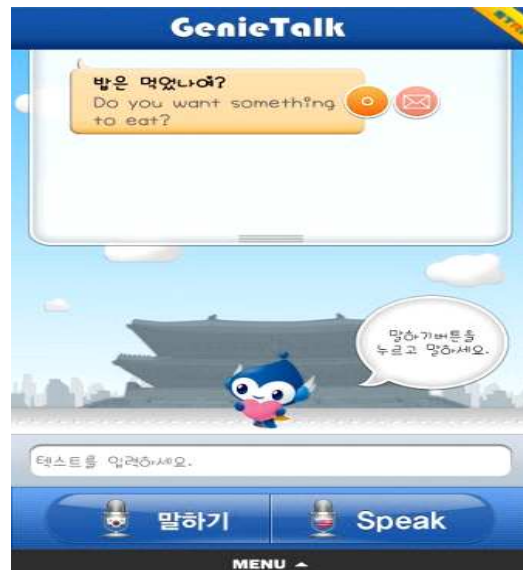 GenieTalk
밥은 먹었나여?
Do you want something
to eat?
말하기버튼을
누르고 말하세요.
텍스트를 입력하세요.
말하기
Speak
MENU